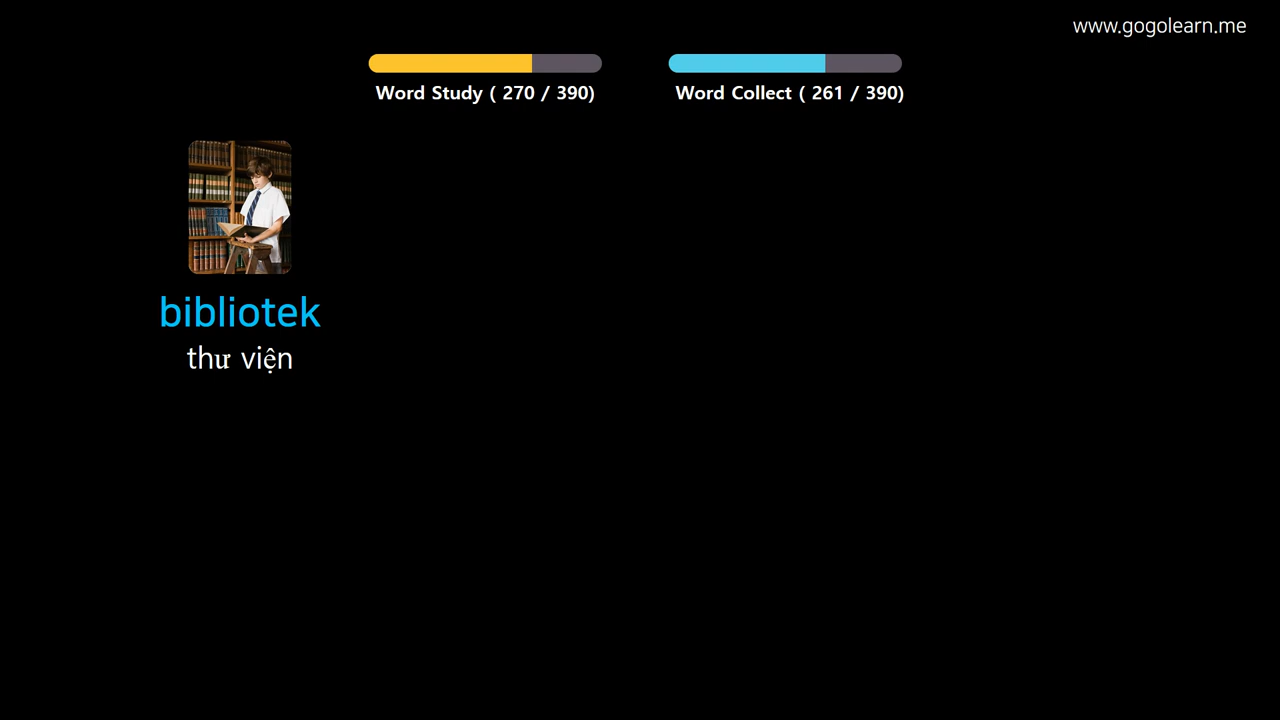 www.gogolearn.me
Word Study ( 270 / 390)
Word Collect ( 261 / 390)
bibliotek
thư viện